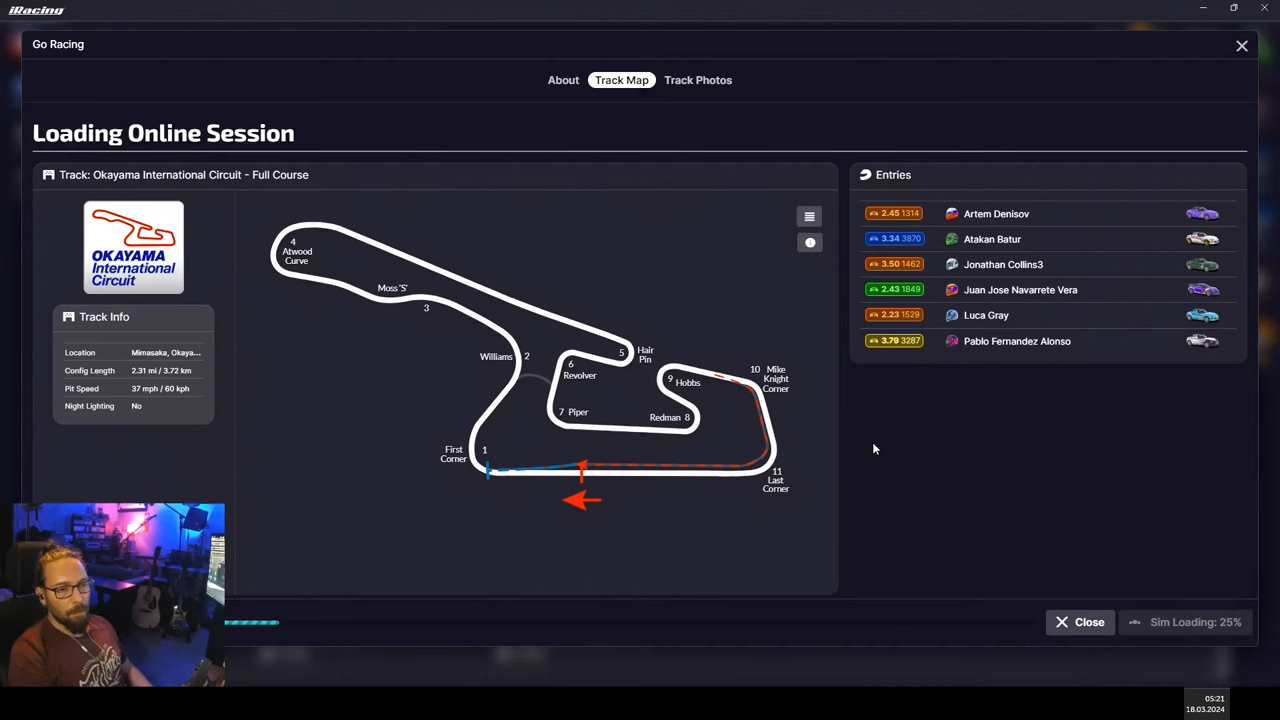 iRacing
Go Racing
About
Track Map
Track Photos
Loading Online Session
Track: Okayama International Circuit - Full Course
OKAYAMA
International
Circuit
Track Info
Location Mimasaka, Okaya...
Config Length 2.31 mi / 3.72 km
Pit Speed 37 mph / 60 kph
Night Lighting No
4
Atwood
Curve
Moss 'S'
3
Williams 2
5
Hair
Pin
6
Revolver
7 Piper
Redman 8
9 Hobbs
10 Mike
Knight
Corner
First
Corner
1
11
Last
Corner
Entries
2.45 1314 Artem Denisov
3.34 3870 Atakan Batur
3.50 1462 Jonathan Collins3
2.43 1849 Juan Jose Navarrete Vera
2.23 1529 Luca Gray
3.79 3287 Pablo Fernandez Alonso
Close
Sim Loading: 25%
05:21
18.03.2024